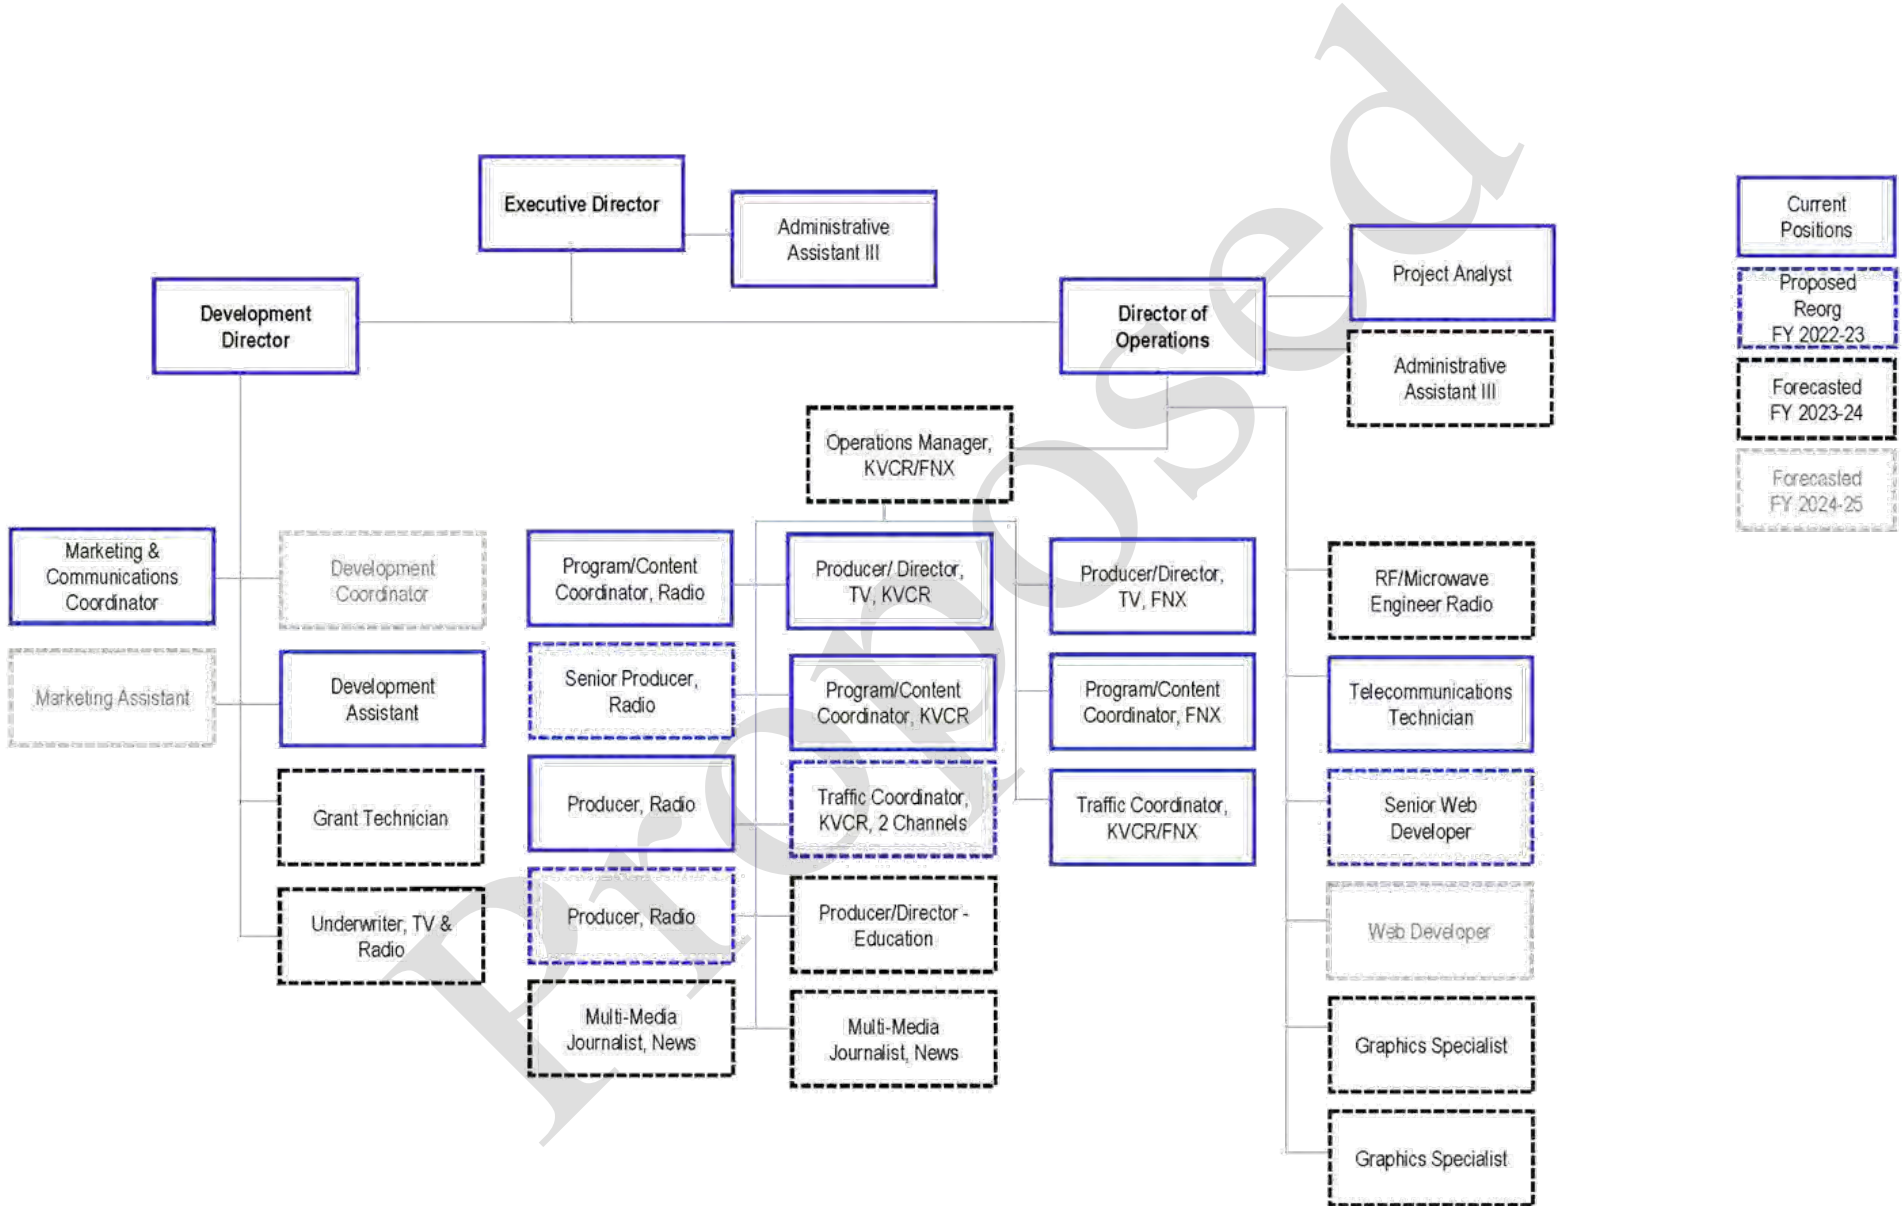 Executive Director
Administrative
Assistant III
Development
Director
Director of
Operations
Project Analyst
Administrative
Assistant III
Current
Positions
Proposed
Reorg
FY 2022-23
Forecasted
FY 2023-24
Forecasted
FY 2024-25
Operations Manager,
KVCR/FNX
Marketing &
Communications
Coordinator
Development
Coordinator
Marketing Assistant
Development
Assistant
Grant Technician
Underwriter, TV &
Radio
Program/Content
Coordinator, Radio
Senior Producer,
Radio
Producer, Radio
Producer, Radio
Multi-Media
Journalist, News
Producer/ Director,
TV, KVCR
Program/Content
Coordinator, KVCR
Traffic Coordinator,
KVCR, 2 Channels
Producer/Director -
Education
Multi-Media
Journalist, News
Producer/Director,
TV, FNX
Program/Content
Coordinator, FNX
Traffic Coordinator,
KVCR/FNX
RF/Microwave
Engineer Radio
Telecommunications
Technician
Senior Web
Developer
Web Developer
Graphics Specialist
Graphics Specialist
Proposed